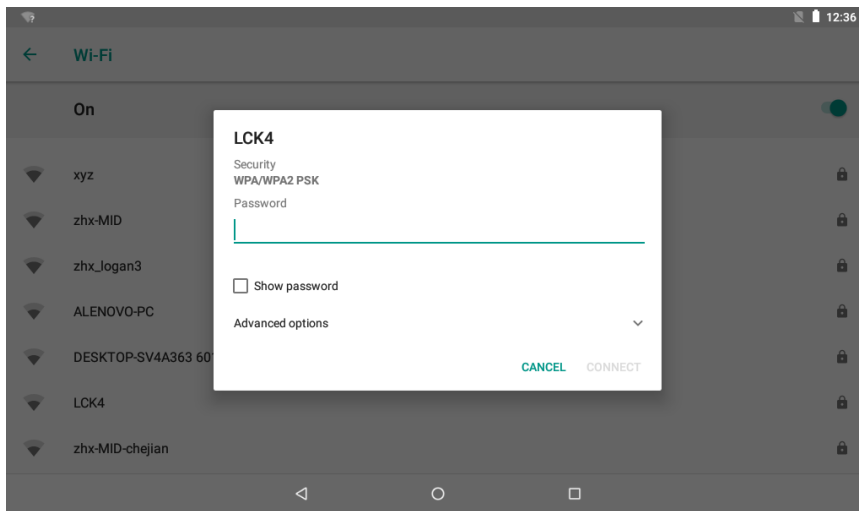 12:36
Wi-Fi
On
LCK4
Security
WPA/WPA2 PSK
Password
Show password
Advanced options
CANCEL CONNECT
xyz
zhx-MID
zhx_logan3
ALENOVO-PC
DESKTOP-SV4A363 60
LCK4
zhx-MID-chejian